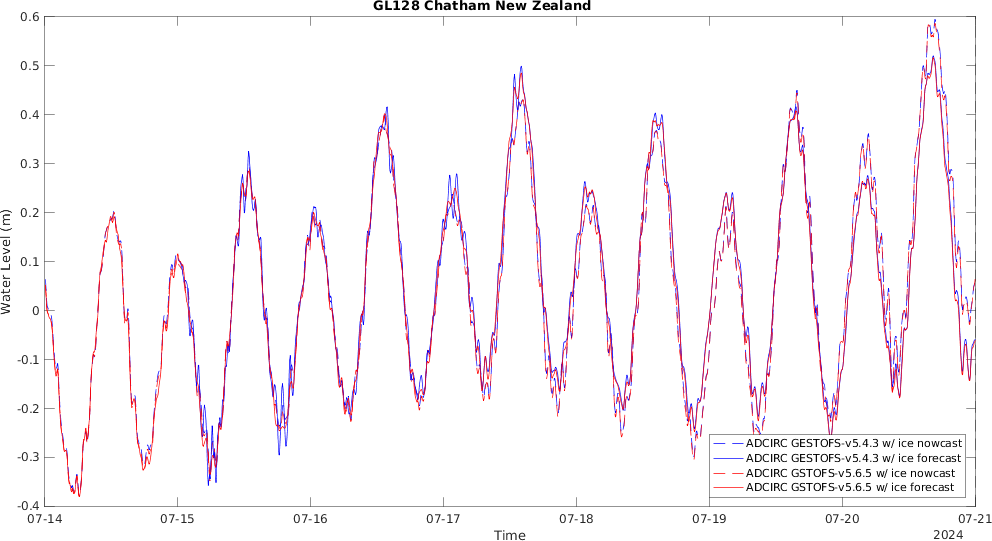 GL128 Chatham New Zealand
0.6
0.5
0.4
0.3
0.2
0.1
0
-0.1
-0.2
-0.3
-0.4
Water Level (m)
ADCIRC GESTOFS-v5.4.3 w/ ice nowcast
ADCIRC GESTOFS-v5.4.3 w/ ice forecast
ADCIRC GSTOFS-v5.6.5 w/ ice nowcast
ADCIRC GSTOFS-v5.6.5 w/ ice forecast
07-14 07-15 07-16 07-17 07-18 07-19 07-20 07-21
Time
2024